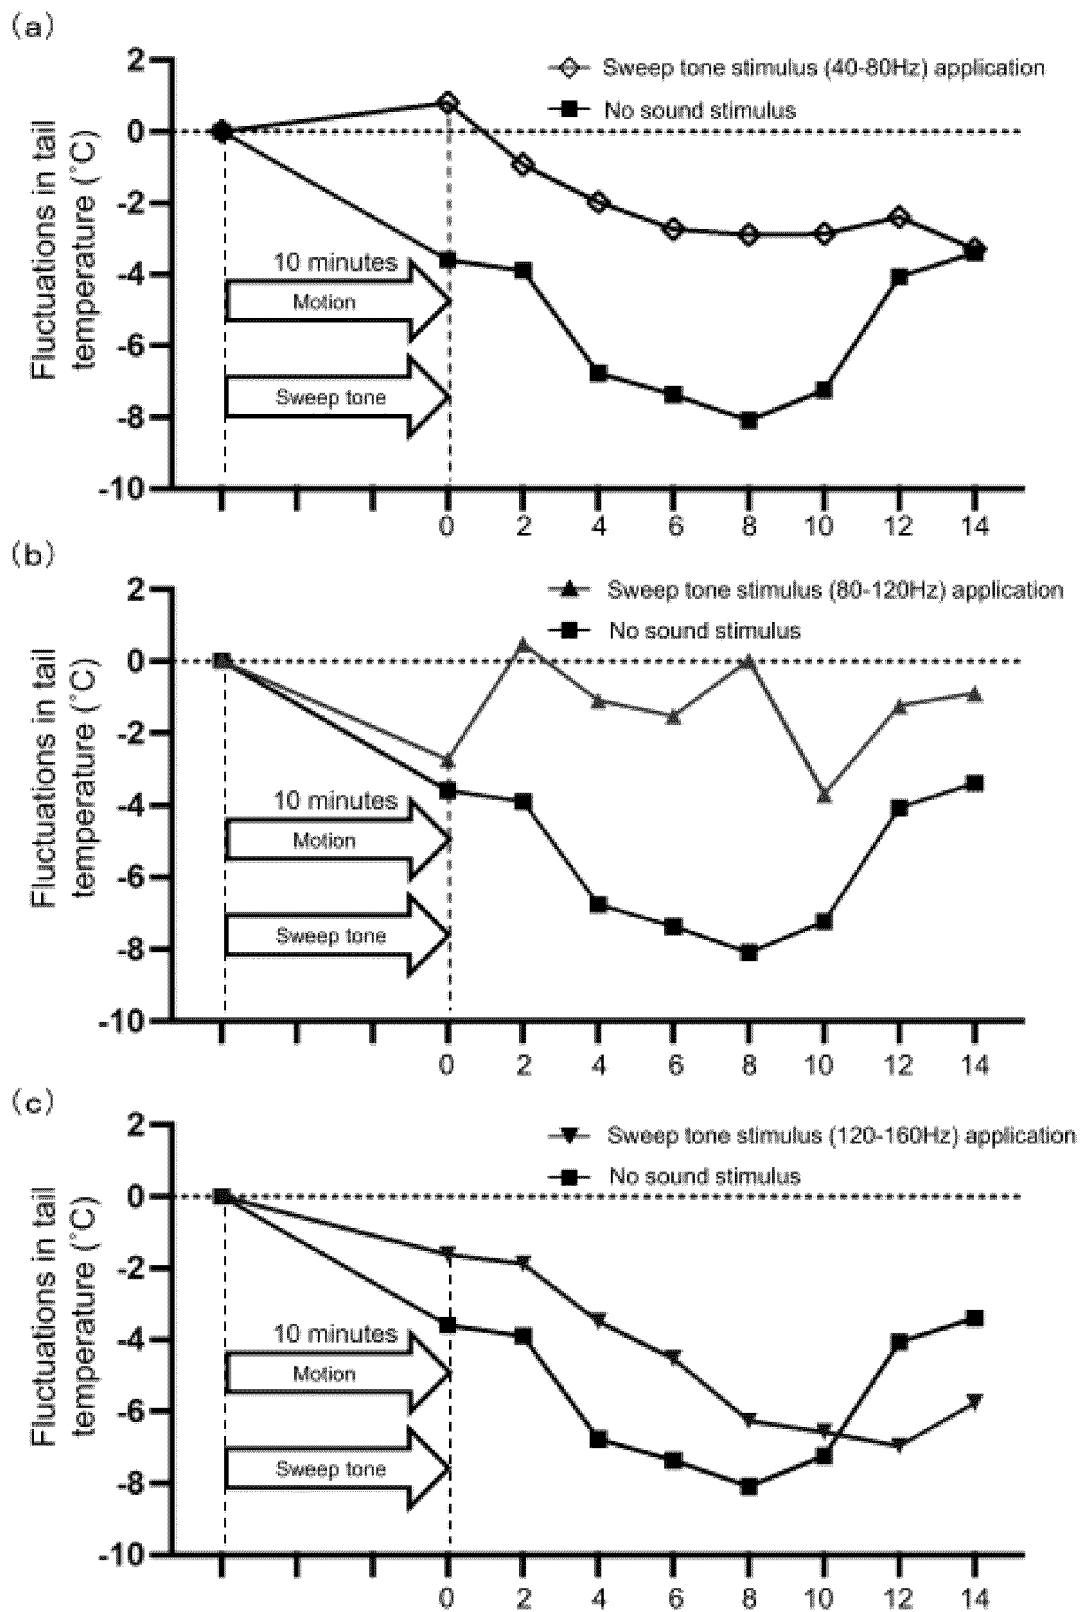 (a)
Sweep tone stimulus (40-80Hz) application
No sound stimulus
Fluctuations in tail
temperature (˚C)
2
0
-2
-4
-6
-8
-10
10 minutes
Motion
Sweep tone
0 2 4 6 8 10 12 14
(b)
Sweep tone stimulus (80-120Hz) application
No sound stimulus
Fluctuations in tail
temperature (˚C)
2
0
-2
-4
-6
-8
-10
10 minutes
Motion
Sweep tone
0 2 4 6 8 10 12 14
(c)
Sweep tone stimulus (120-160Hz) application
No sound stimulus
Fluctuations in tail
temperature (˚C)
2
0
-2
-4
-6
-8
-10
10 minutes
Motion
Sweep tone
0 2 4 6 8 10 12 14